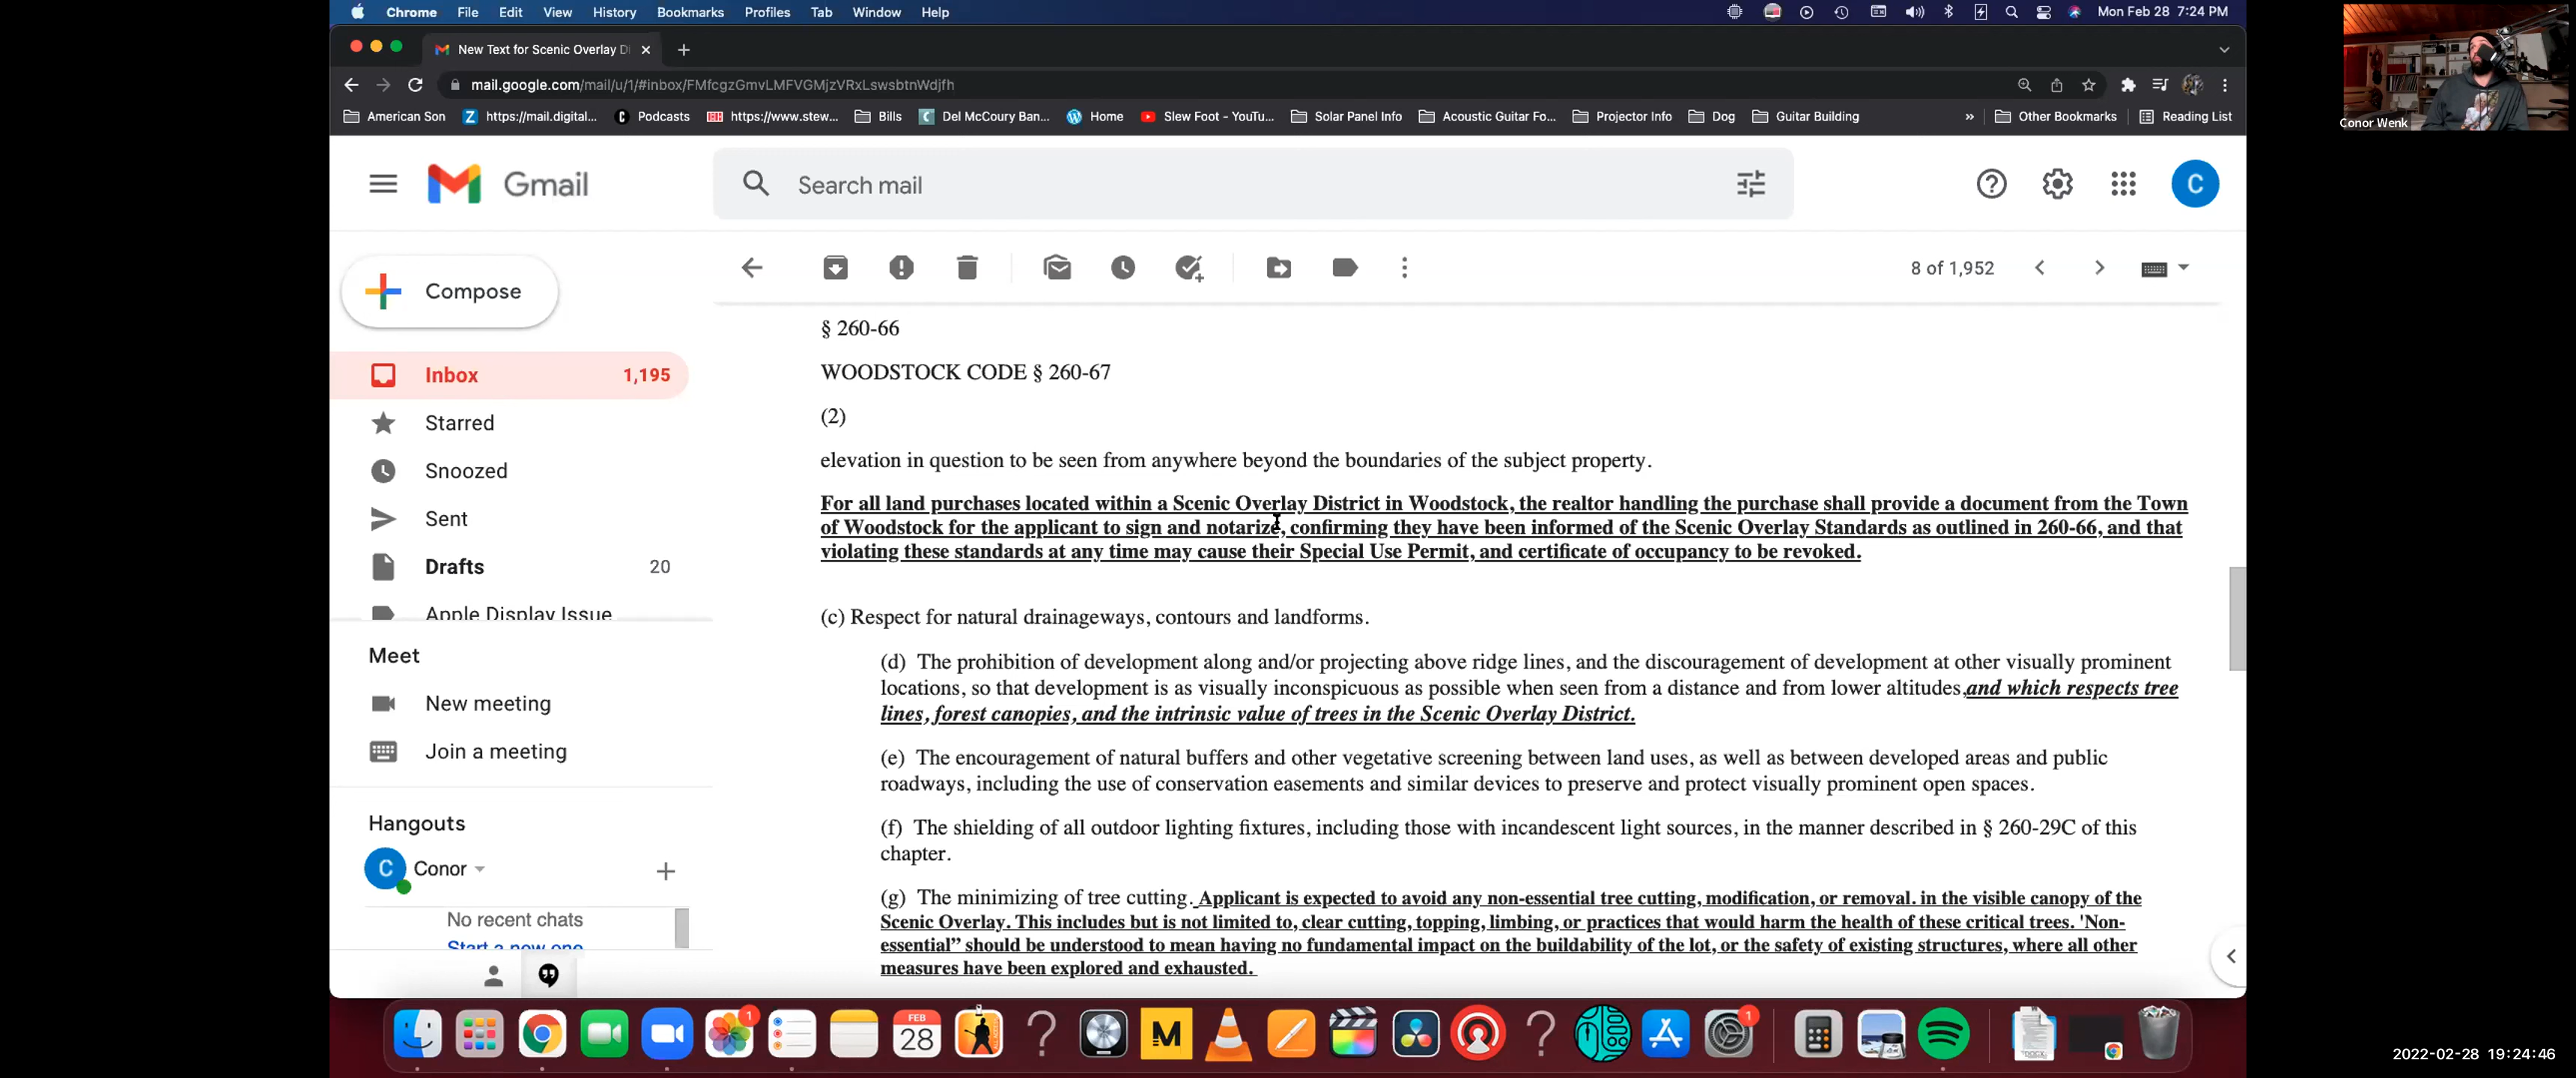 Chrome File Edit View History Bookmarks Profiles Tab Window Help
Mon Feb 28 7:24 PM
New Text for Scenic Overlay Di
mail.google.com/mail/u/1/#inbox/FMfcgzGmvLMFVGMjzVRxLswsbtnWdjfh
American Son https://mail.digital... Podcasts https://www.stew... Bills Del McCoury Ban... Home Slew Foot - YouTu... Solar Panel Info Acoustic Guitar Fo... Projector Info Dog Guitar Building » Other Bookmarks Reading List
Conor Wenk
Gmail
Search mail
C
Compose
8 of 1,952
Inbox 1,195
Starred
Snoozed
Sent
Drafts 20
Apple Display Issue
Meet
New meeting
Join a meeting
Hangouts
C Conor
No recent chats
Start a new one
§ 260-66
WOODSTOCK CODE § 260-67
(2)
elevation in question to be seen from anywhere beyond the boundaries of the subject property.
For all land purchases located within a Scenic Overlay District in Woodstock, the realtor handling the purchase shall provide a document from the Town
of Woodstock for the applicant to sign and notarize, confirming they have been informed of the Scenic Overlay Standards as outlined in 260-66, and that
violating these standards at any time may cause their Special Use Permit, and certificate of occupancy to be revoked.
(c) Respect for natural drainageways, contours and landforms.
(d) The prohibition of development along and/or projecting above ridge lines, and the discouragement of development at other visually prominent
locations, so that development is as visually inconspicuous as possible when seen from a distance and from lower altitudes,and which respects tree
lines, forest canopies, and the intrinsic value of trees in the Scenic Overlay District.
(e) The encouragement of natural buffers and other vegetative screening between land uses, as well as between developed areas and public
roadways, including the use of conservation easements and similar devices to preserve and protect visually prominent open spaces.
(f) The shielding of all outdoor lighting fixtures, including those with incandescent light sources, in the manner described in § 260-29C of this
chapter.
(g) The minimizing of tree cutting. Applicant is expected to avoid any non-essential tree cutting, modification, or removal. in the visible canopy of the
Scenic Overlay. This includes but is not limited to, clear cutting, topping, limbing, or practices that would harm the health of these critical trees. 'Non-
essential” should be understood to mean having no fundamental impact on the buildability of the lot, or the safety of existing structures, where all other
measures have been explored and exhausted.
1
FEB
28
M
1
2022-02-28 19:24:46